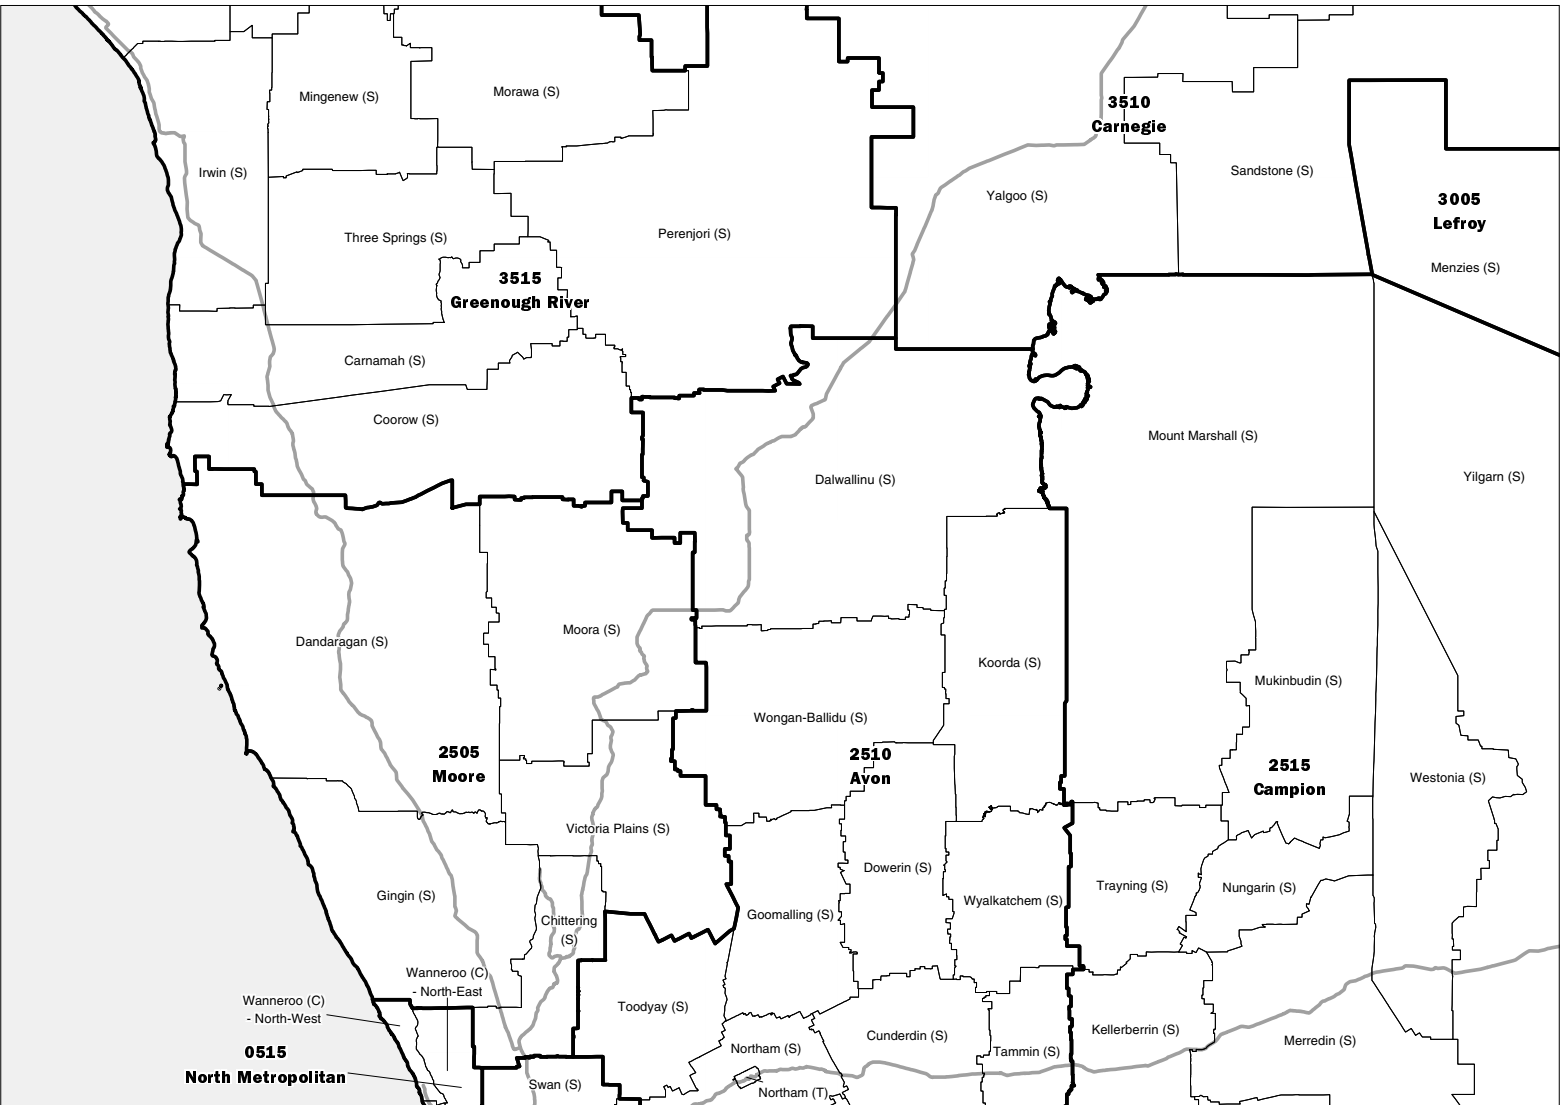 Mingenew (S)
Morawa (S)
3510
Carnegie
Irwin (S)
Sandstone (S)
Yalgoo (S)
3005
Lefroy
Three Springs (S)
Perenjori (S)
Menzies (S)
3515
Greenough River
Carnamah (S)
Coorow (S)
Mount Marshall (S)
Dalwallinu (S)
Yilgarn (S)
Dandaragan (S)
Moora (S)
Koorda (S)
Mukinbudin (S)
Wongan-Ballidu (S)
2505
Moore
2510
Avon
2515
Campion
Westonia (S)
Victoria Plains (S)
Gingin (S)
Dowerin (S)
Trayning (S)
Nungarin (S)
Wyalkatchem (S)
Goomalling (S)
Chittering
(S)
Wanneroo (C)
- North-East
Wanneroo (C)
- North-West
Toodyay (S)
Cunderdin (S)
Kellerberrin (S)
Merredin (S)
0515
North Metropolitan
Northam (S)
Tammin (S)
Swan (S)
Northam (T)